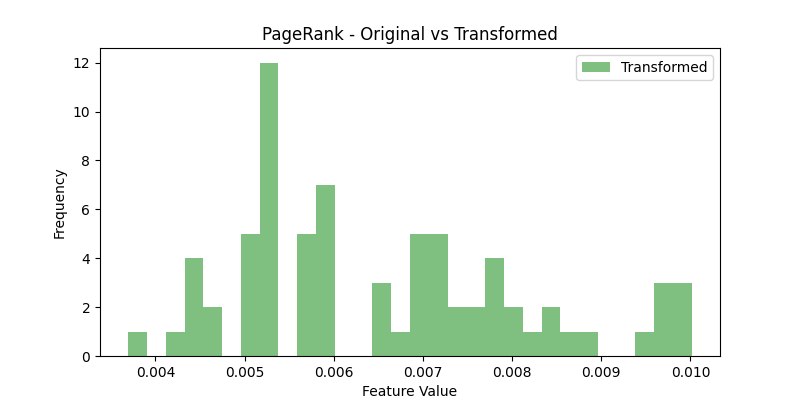 PageRank - Original vs Transformed
Transformed
12
10
8
6
4
2
0
Frequency
0.004 0.005 0.006 0.007 0.008 0.009 0.010
Feature Value